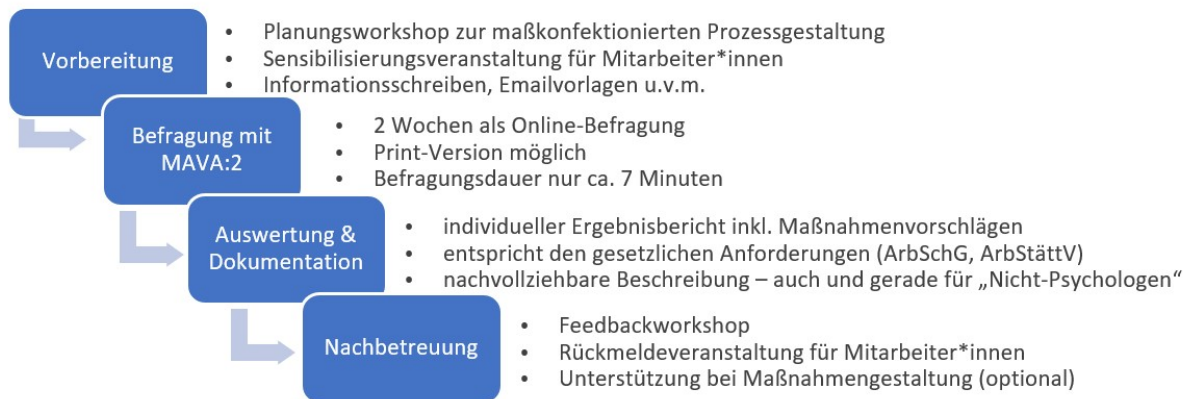 Vorbereitung
• Planungsworkshop zur maßkonfektionierten Prozessgestaltung
• Sensibilisierungsveranstaltung für Mitarbeiter*innen
• Informationsschreiben, Emailvorlagen u.v.m.
Befragung mit
MAVA:2
• 2 Wochen als Online-Befragung
• Print-Version möglich
• Befragungsdauer nur ca. 7 Minuten
Auswertung &
Dokumentation
• individueller Ergebnisbericht inkl. Maßnahmenvorschlägen
• entspricht den gesetzlichen Anforderungen (ArbSchG, ArbStättV)
• nachvollziehbare Beschreibung – auch und gerade für „Nicht-Psychologen“
Nachbetreuung
• Feedbackworkshop
• Rückmeldeveranstaltung für Mitarbeiter*innen
• Unterstützung bei Maßnahmengestaltung (optional)